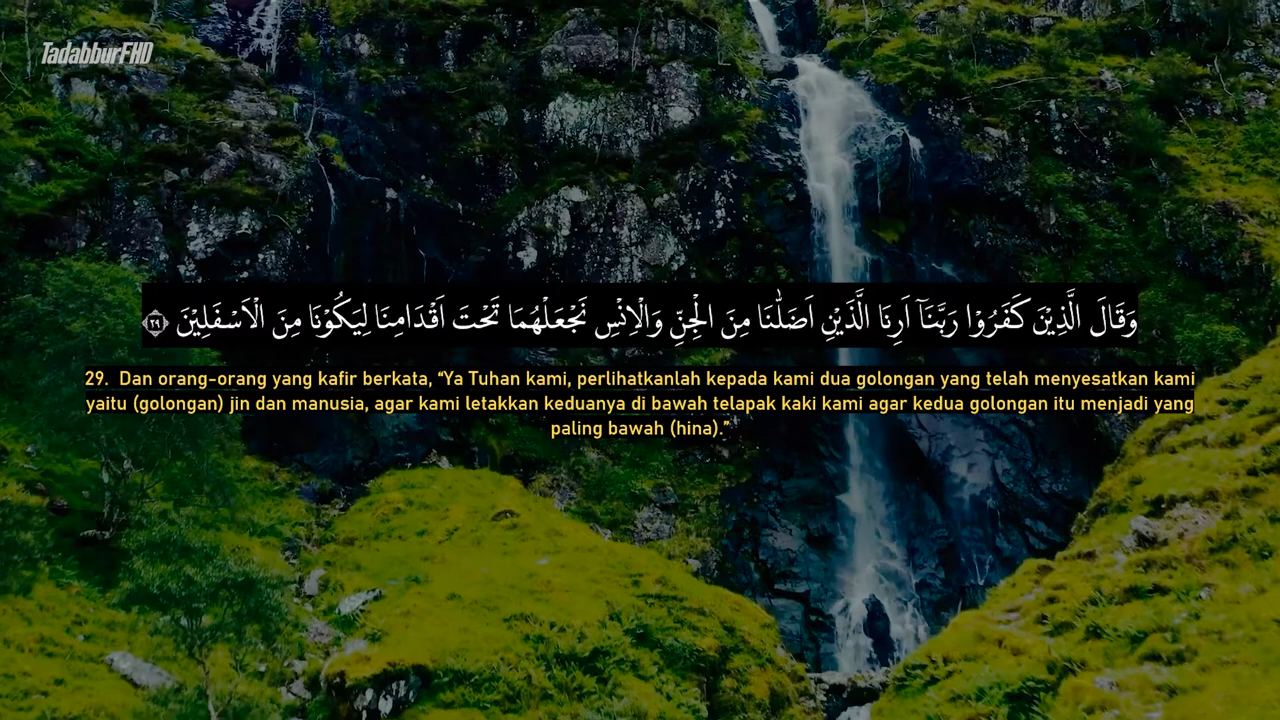 TadabburFHD
وَقَالَ الَّذِيْنَ كَفَرُوْا رَبَّنَآ اَرِنَا الَّذَيْنِ اَضَلّٰنَا مِنَ الْجِنِّ وَالْاِنْسِ نَجْعَلْهُمَا تَحْتَ اَقْدَامِنَا لِيَكُوْنَا مِنَ الْاَسْفَلِيْنَ ٢٩
29. Dan orang-orang yang kafir berkata, “Ya Tuhan kami, perlihatkanlah kepada kami dua golongan yang telah menyesatkan kami
yaitu (golongan) jin dan manusia, agar kami letakkan keduanya di bawah telapak kaki kami agar kedua golongan itu menjadi yang
paling bawah (hina).”